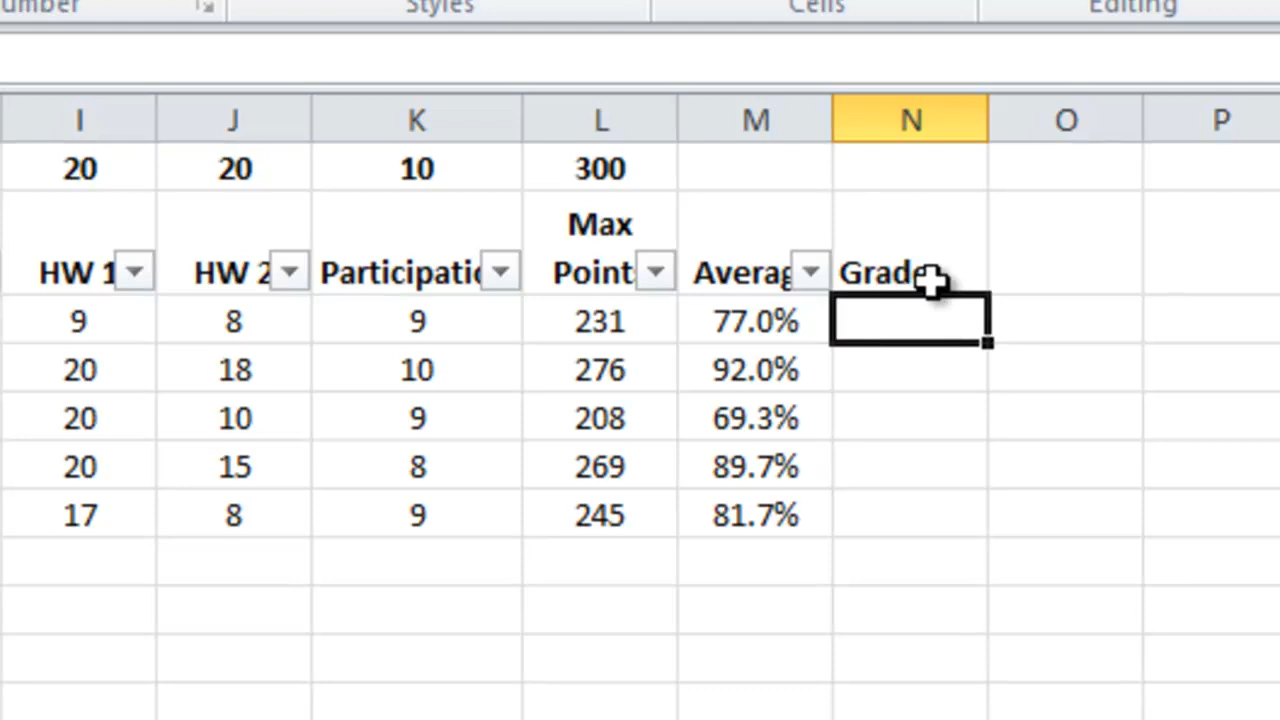 umber Styles Cells Editing
I J K L M N O P
20 20 10 300
Max
HW 1 HW 2 Participatio Point Averag Grade
9 8 9 231 77.0%
20 18 10 276 92.0%
20 10 9 208 69.3%
20 15 8 269 89.7%
17 8 9 245 81.7%